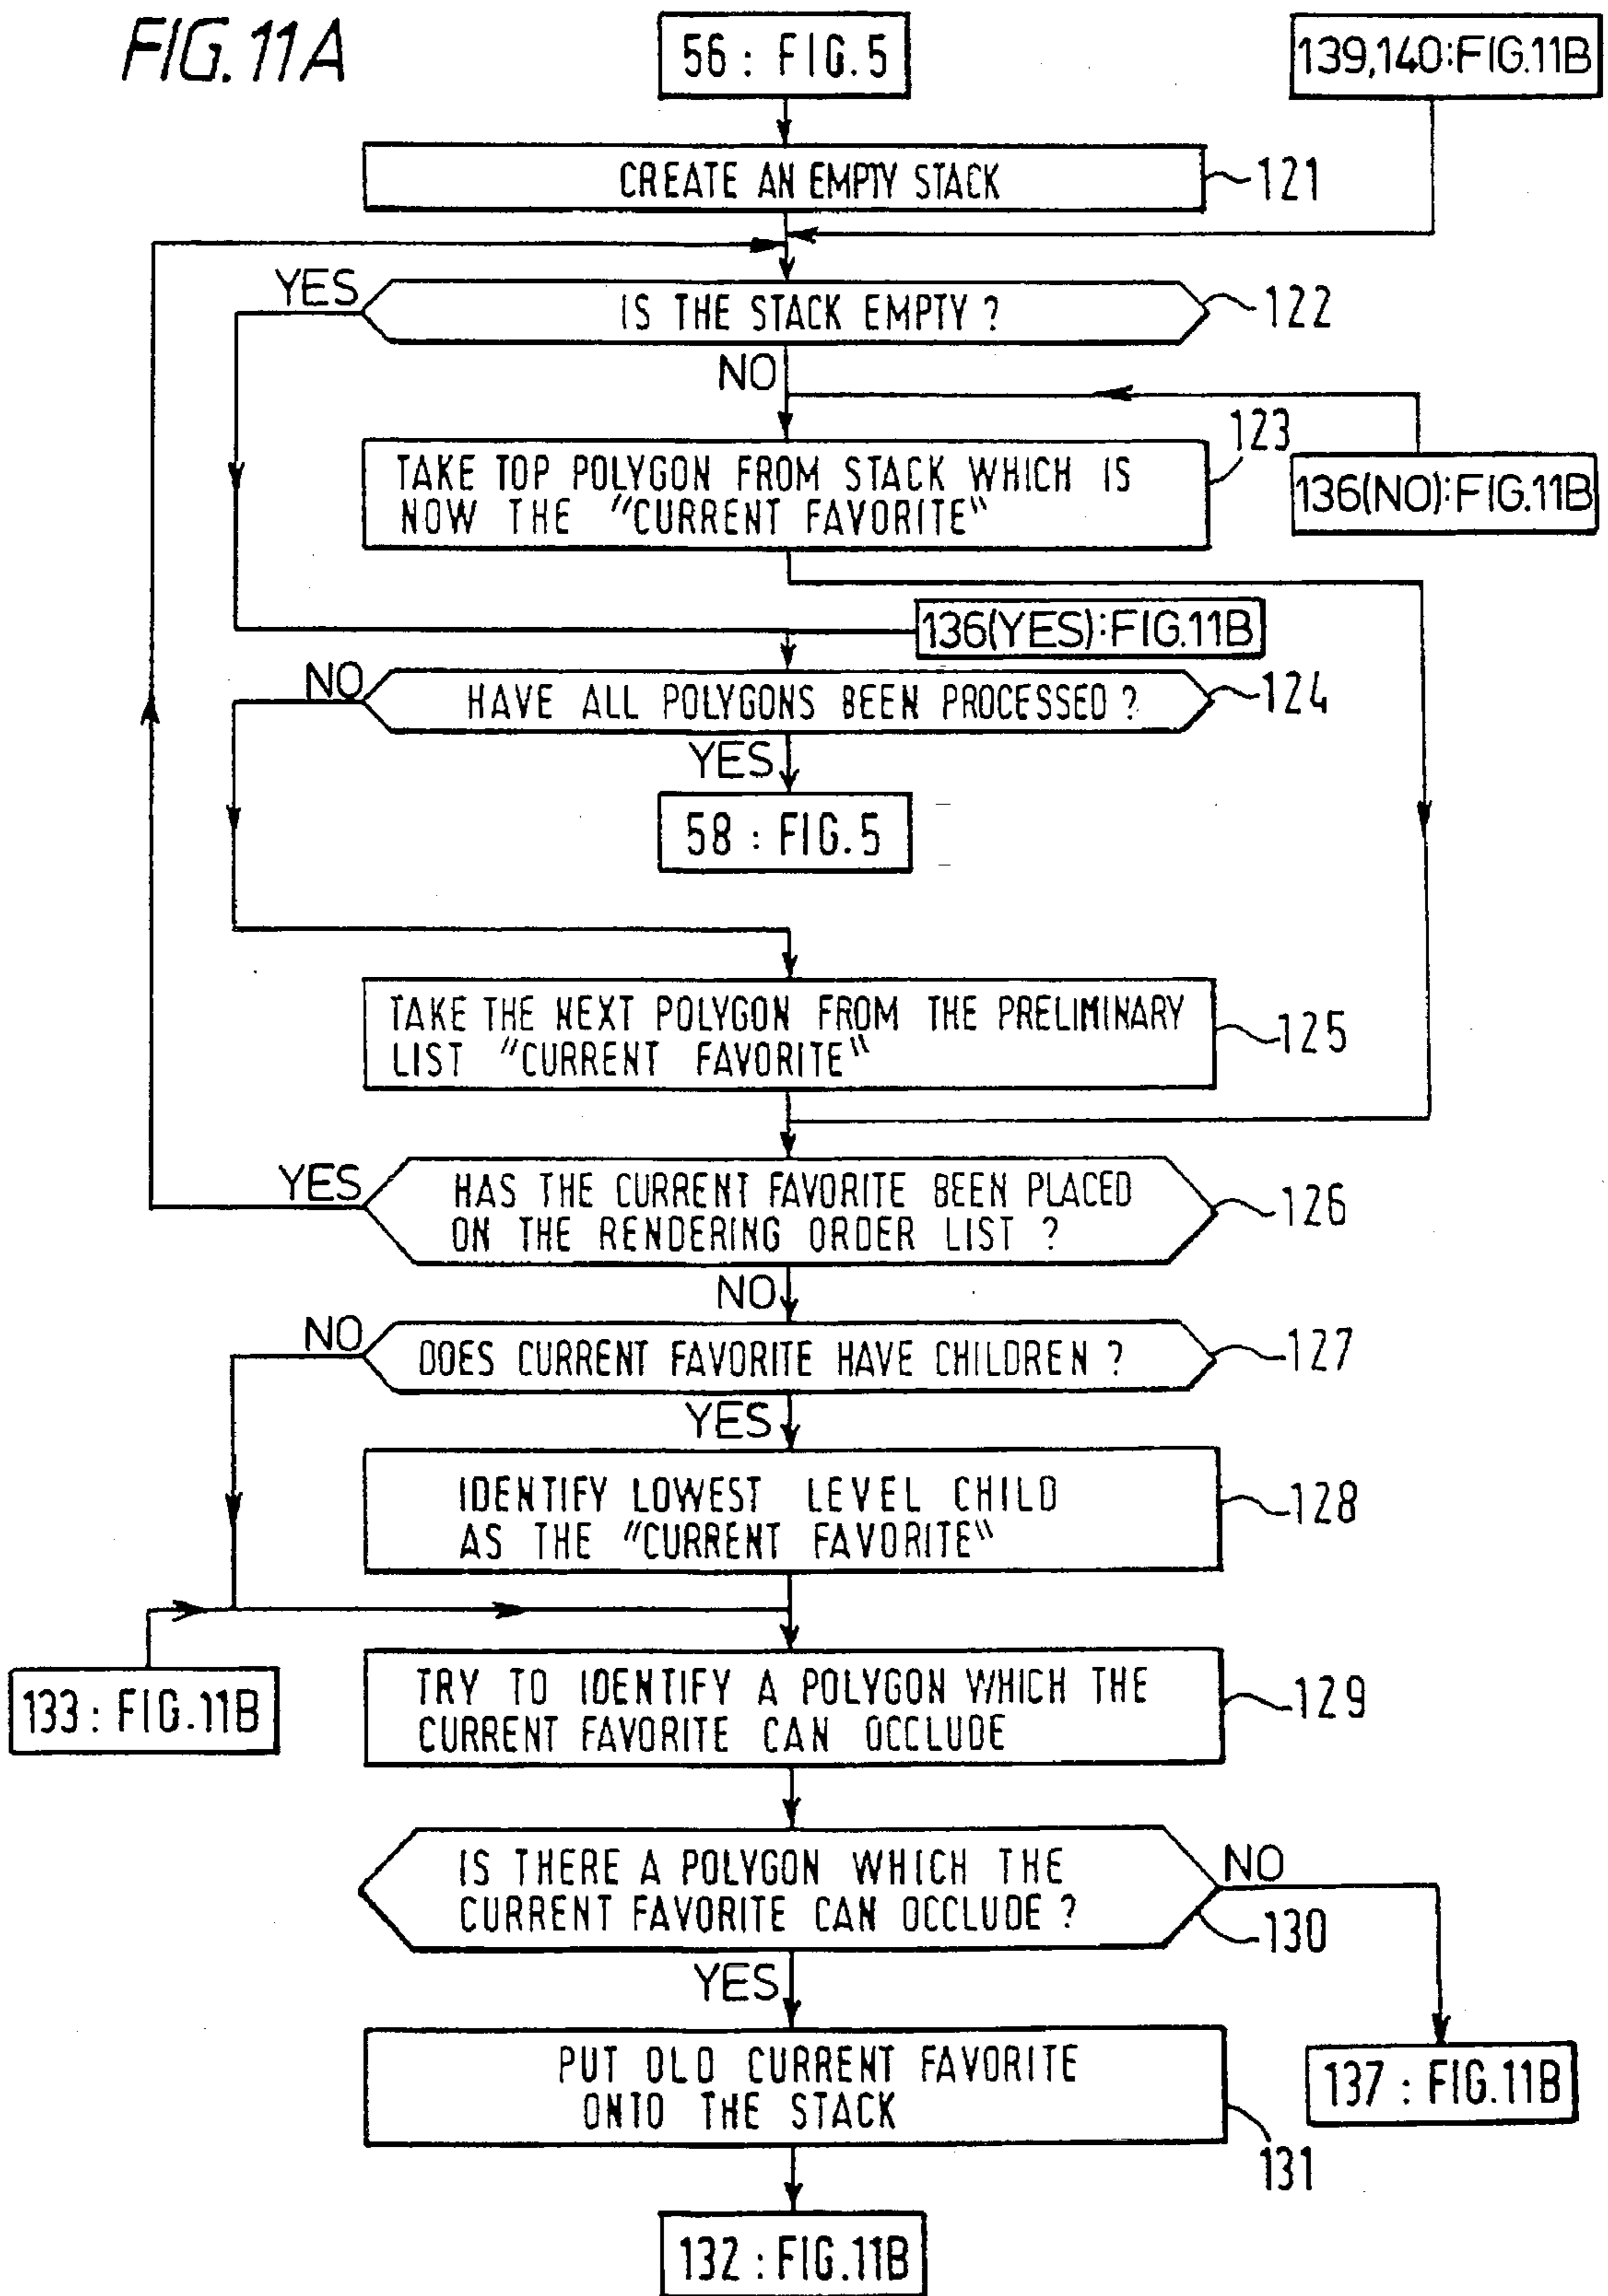 FIG. 11A
56 : FIG. 5
139,140:FIG.11B
CREATE AN EMPTY STACK
121
YES
IS THE STACK EMPTY ?
122
NO
123
TAKE TOP POLYGON FROM STACK WHICH IS
NOW THE "CURRENT FAVORITE"
136(NO):FIG.11B
136(YES):FIG.11B
NO
HAVE ALL POLYGONS BEEN PROCESSED ?
124
YES
58 : FIG. 5
TAKE THE NEXT POLYGON FROM THE PRELIMINARY
LIST "CURRENT FAVORITE"
125
YES
HAS THE CURRENT FAVORITE BEEN PLACED
ON THE RENDERING ORDER LIST ?
126
NO
NO
DOES CURRENT FAVORITE HAVE CHILDREN ?
127
YES
IDENTIFY LOWEST LEVEL CHILD
AS THE "CURRENT FAVORITE"
128
133 : FIG.11B
TRY TO IDENTIFY A POLYGON WHICH THE
CURRENT FAVORITE CAN OCCLUDE
129
IS THERE A POLYGON WHICH THE
CURRENT FAVORITE CAN OCCLUDE ?
NO
130
YES
PUT OLD CURRENT FAVORITE
ONTO THE STACK
137 : FIG.11B
131
132 : FIG.11B